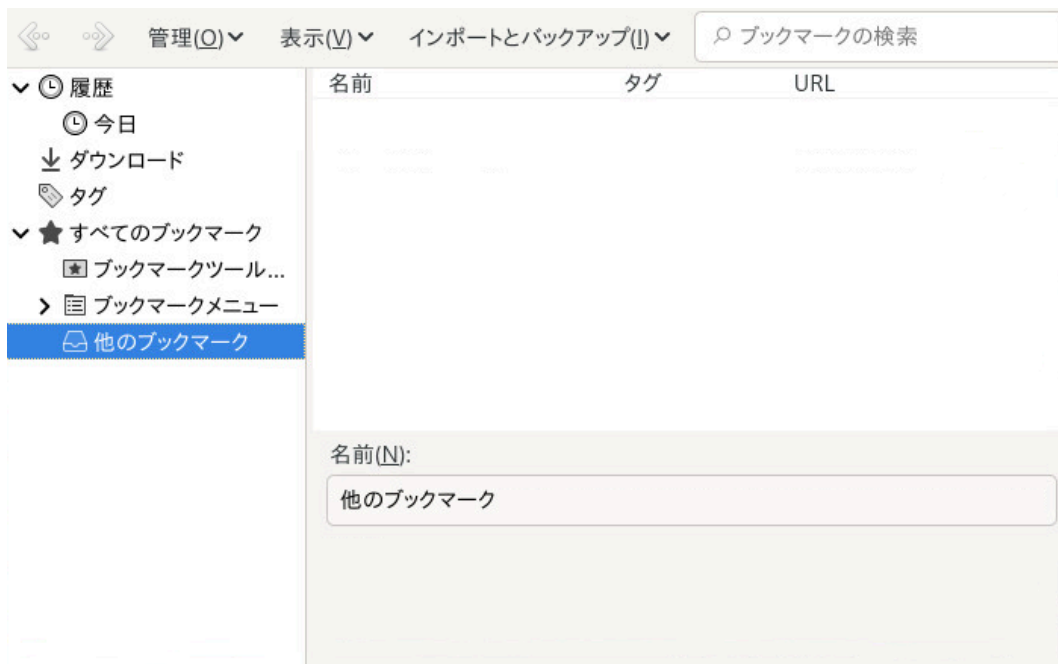 管理(O) 表示(V) インポートとバックアップ(I) ブックマークの検索
履歴
今日
ダウンロード
タグ
すべてのブックマーク
ブックマークツール...
ブックマークメニュー
他のブックマーク
名前 タグ URL
名前(N):
他のブックマーク